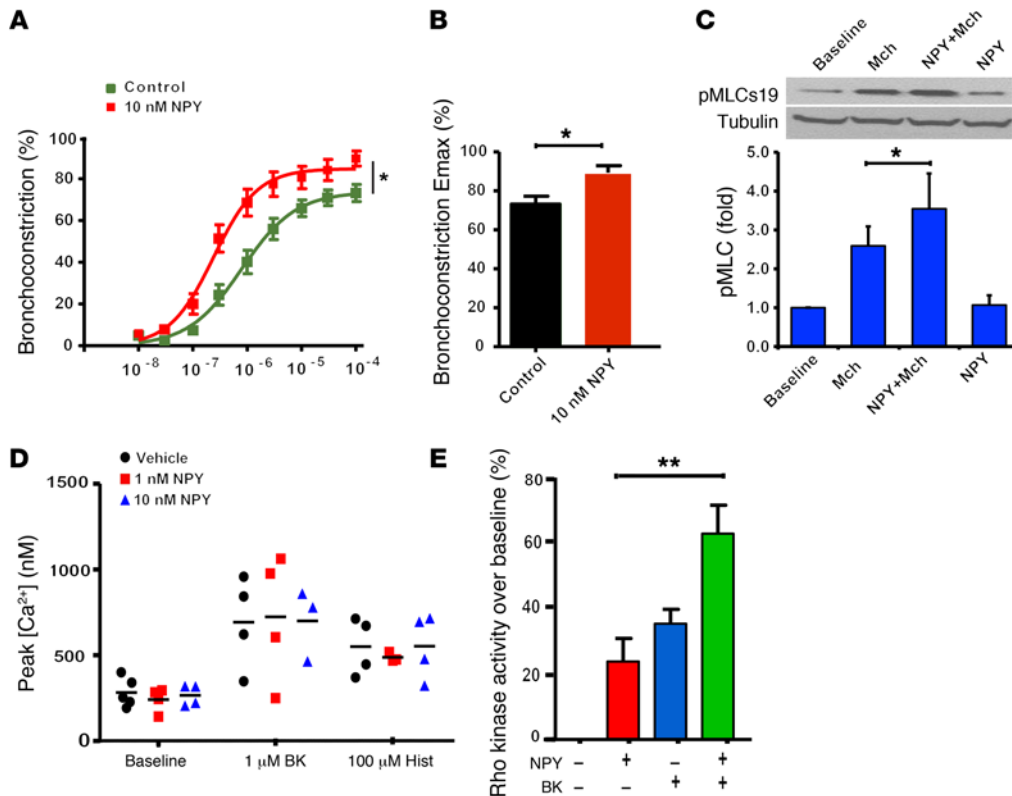 A
Control
10 nM NPY
Bronchoconstriction (%)
100
80
60
40
20
0
*
10⁻⁸ 10⁻⁷ 10⁻⁶ 10⁻⁵ 10⁻⁴
B
Bronchoconstriction Emax (%)
100
80
60
40
20
0
*
Control
10 nM NPY
C
Baseline
Mch
NPY+Mch
NPY
pMLCs19
Tubulin
pMLC (fold)
5.0
4.0
3.0
2.0
1.0
0
*
Baseline
Mch
NPY+Mch
NPY
D
Vehicle
1 nM NPY
10 nM NPY
Peak [Ca²⁺] (nM)
1500
1000
500
0
Baseline
1 μM BK
100 μM Hist
E
Rho kinase activity over baseline (%)
80
60
40
20
0
**
NPY – + – +
BK – – + +